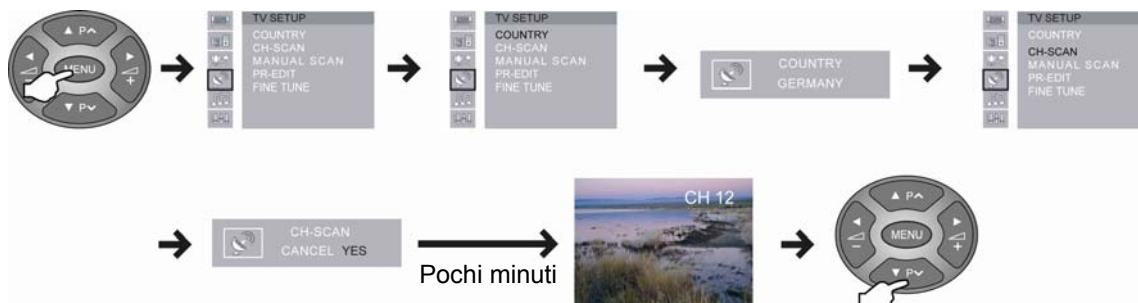 P
MENU
P
TV SETUP
COUNTRY
CH-SCAN
MANUAL SCAN
PR-EDIT
FINE TUNE
TV SETUP
COUNTRY
CH-SCAN
MANUAL SCAN
PR-EDIT
FINE TUNE
COUNTRY
GERMANY
TV SETUP
COUNTRY
CH-SCAN
MANUAL SCAN
PR-EDIT
FINE TUNE
CH-SCAN
CANCEL YES
Pochi minuti
CH 12
P
MENU
P